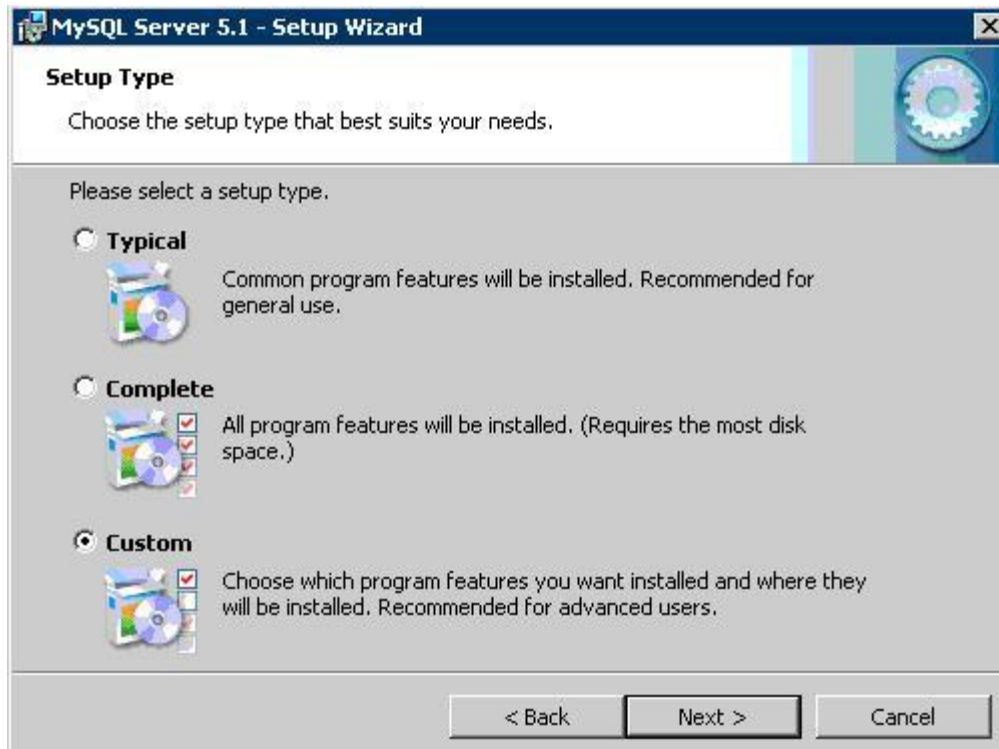 MySQL Server 5.1 - Setup Wizard
Setup Type
Choose the setup type that best suits your needs.
Please select a setup type.
Typical
Common program features will be installed. Recommended for
general use.
Complete
All program features will be installed. (Requires the most disk
space.)
Custom
Choose which program features you want installed and where they
will be installed. Recommended for advanced users.
< Back
Next >
Cancel